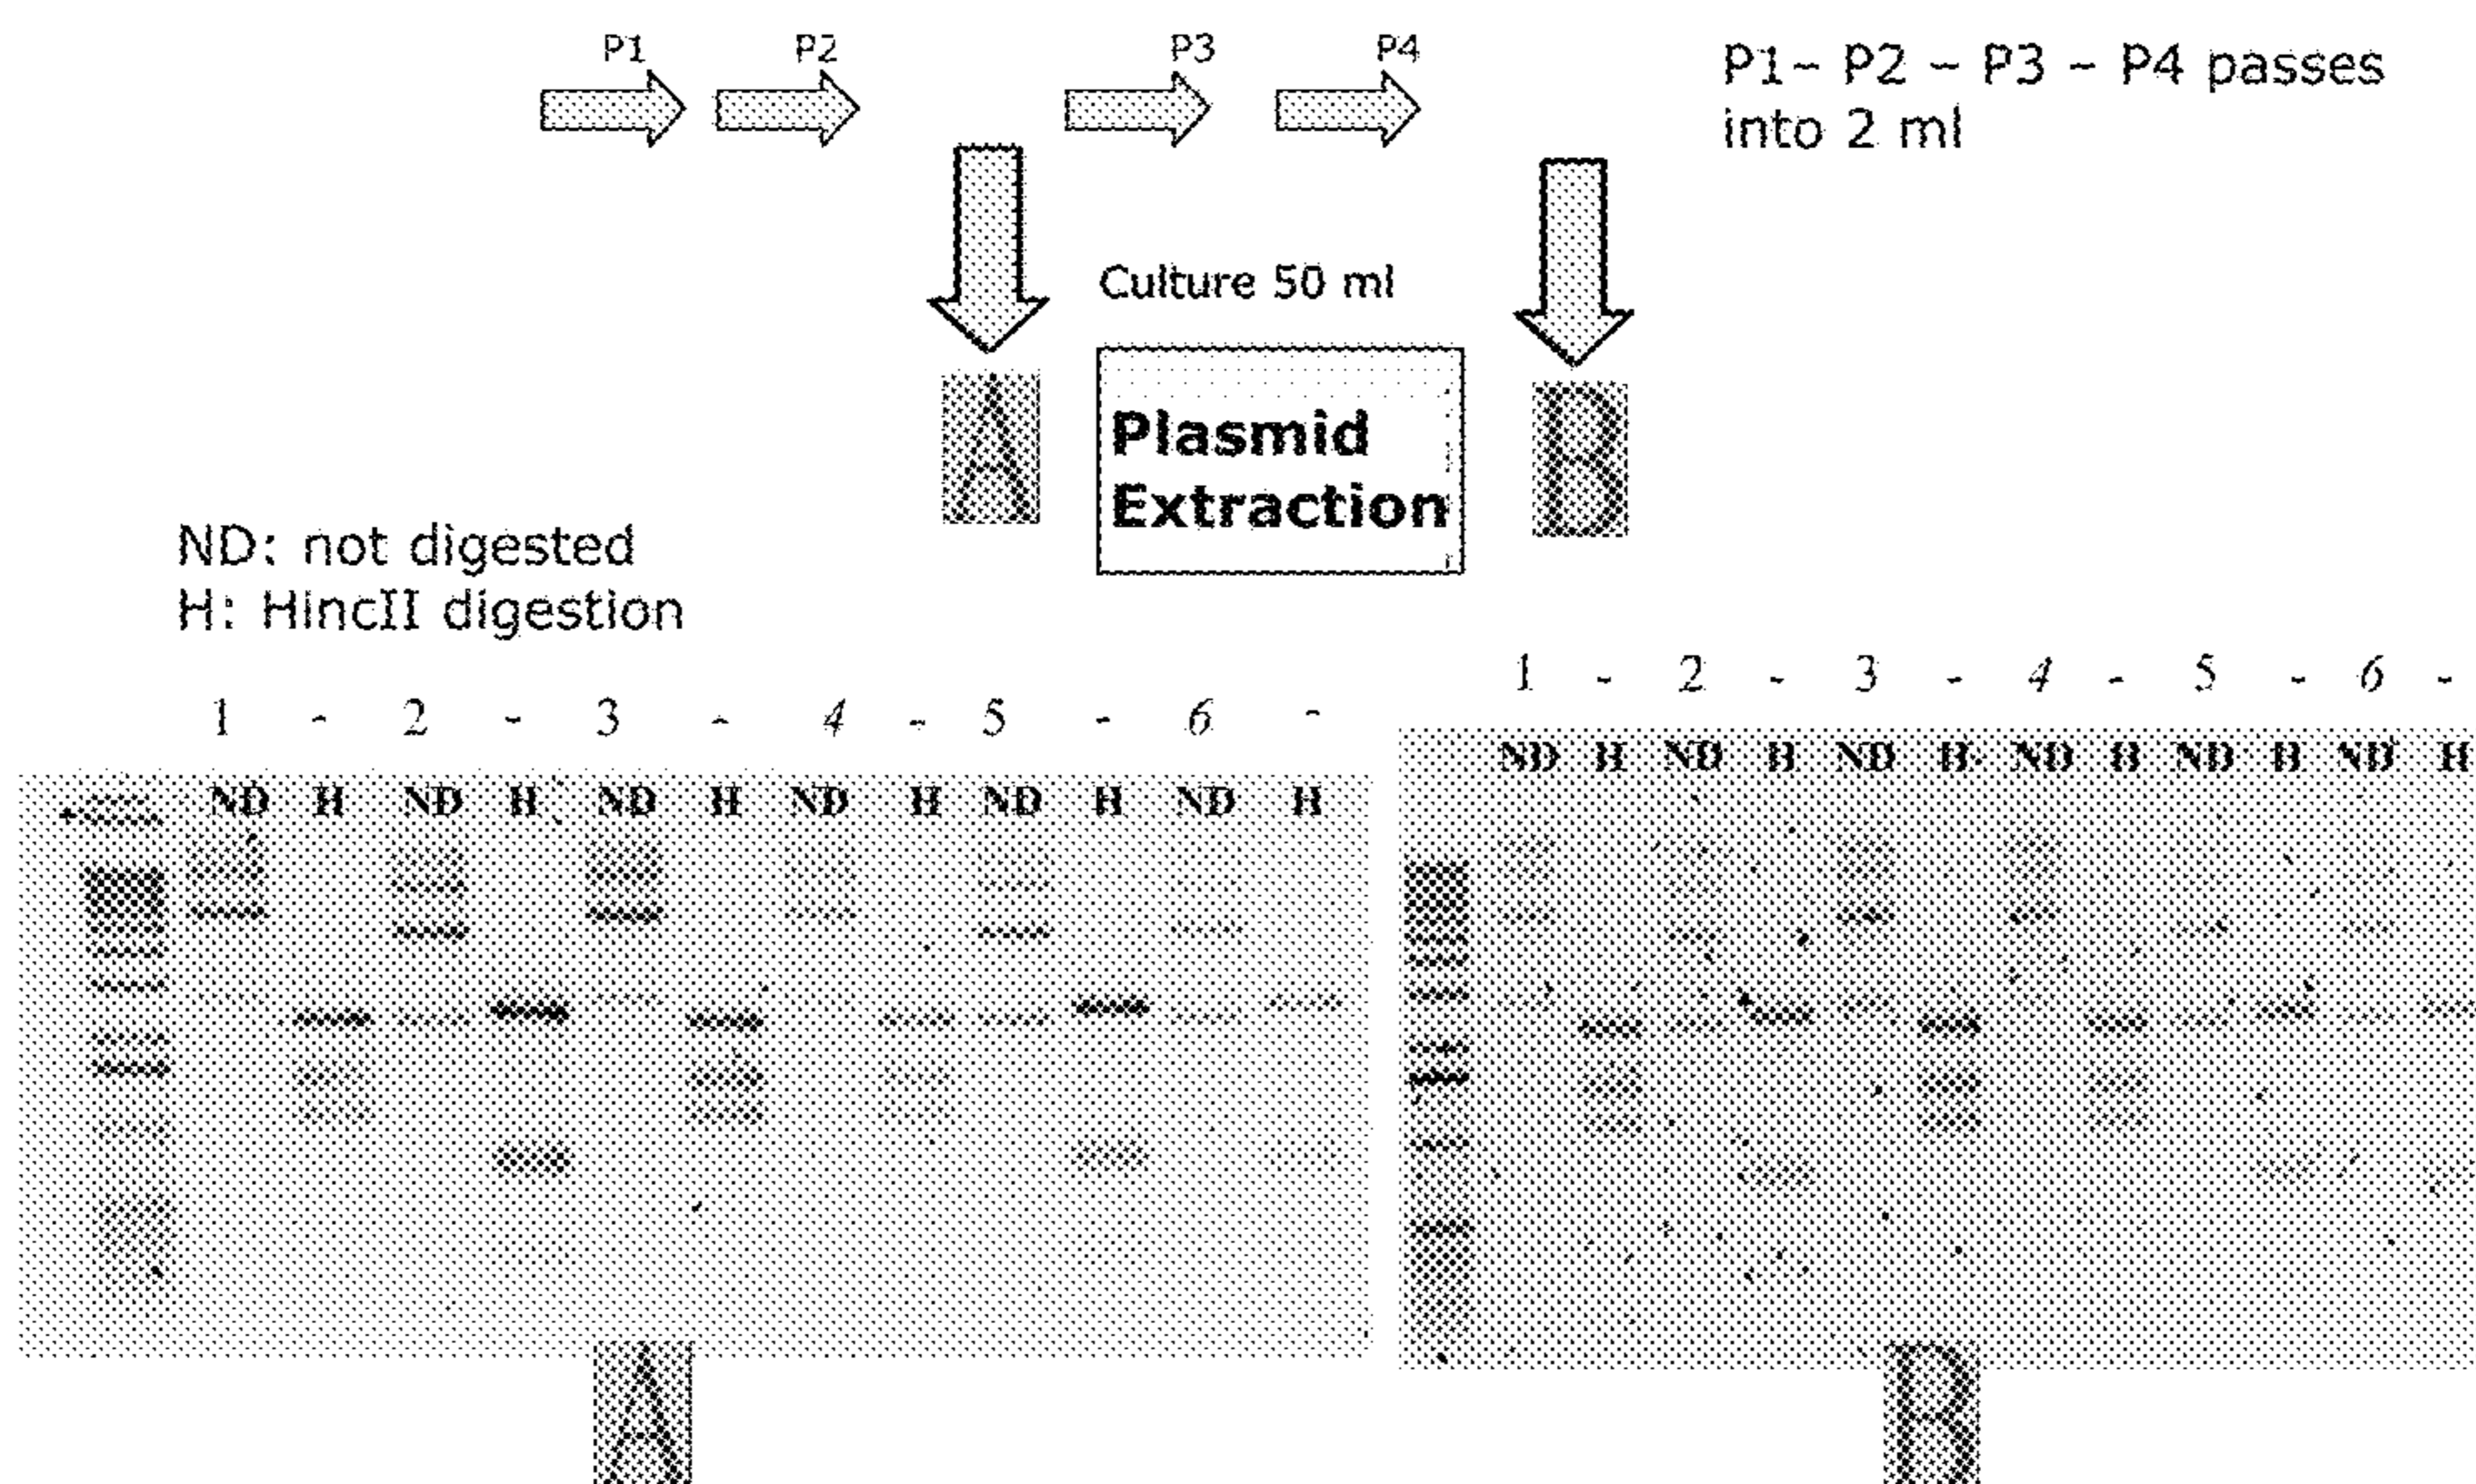 P1 P2 P3 P4
P1- P2 - P3 - P4 passes
into 2 ml
Culture 50 ml
A
Plasmid
Extraction
B
ND: not digested
H: HincII digestion
1 - 2 - 3 - 4 - 5 - 6 -
ND H ND H ND H ND H ND H ND H
1 - 2 - 3 - 4 - 5 - 6 -
ND H ND H ND H ND H ND H ND H
A
B